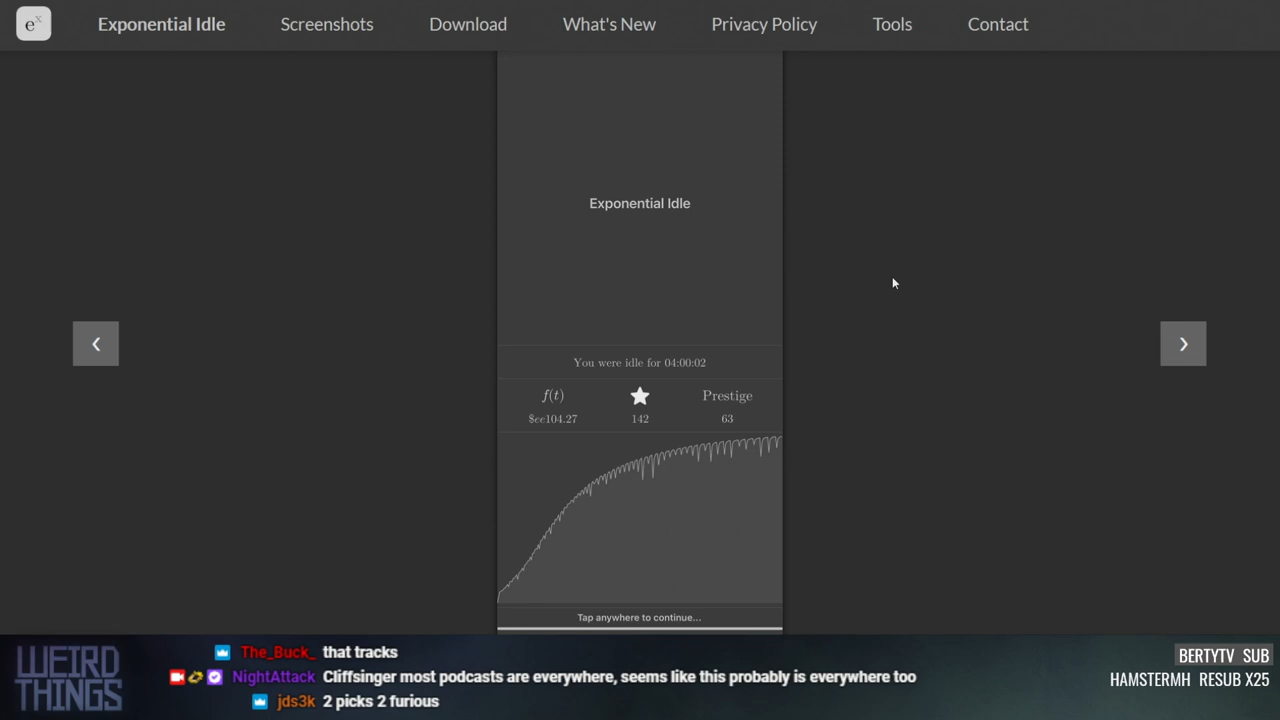 eˣ Exponential Idle Screenshots Download What's New Privacy Policy Tools Contact
Exponential Idle
You were idle for 04:00:02
f(t) ★ Prestige
$ee104.27 142 63
Tap anywhere to continue...
WEIRD
THINGS
The_Buck_ that tracks
NightAttack Cliffsinger most podcasts are everywhere, seems like this probably is everywhere too
jds3k 2 picks 2 furious
BERTYTV SUB
HAMSTERMH RESUB X25